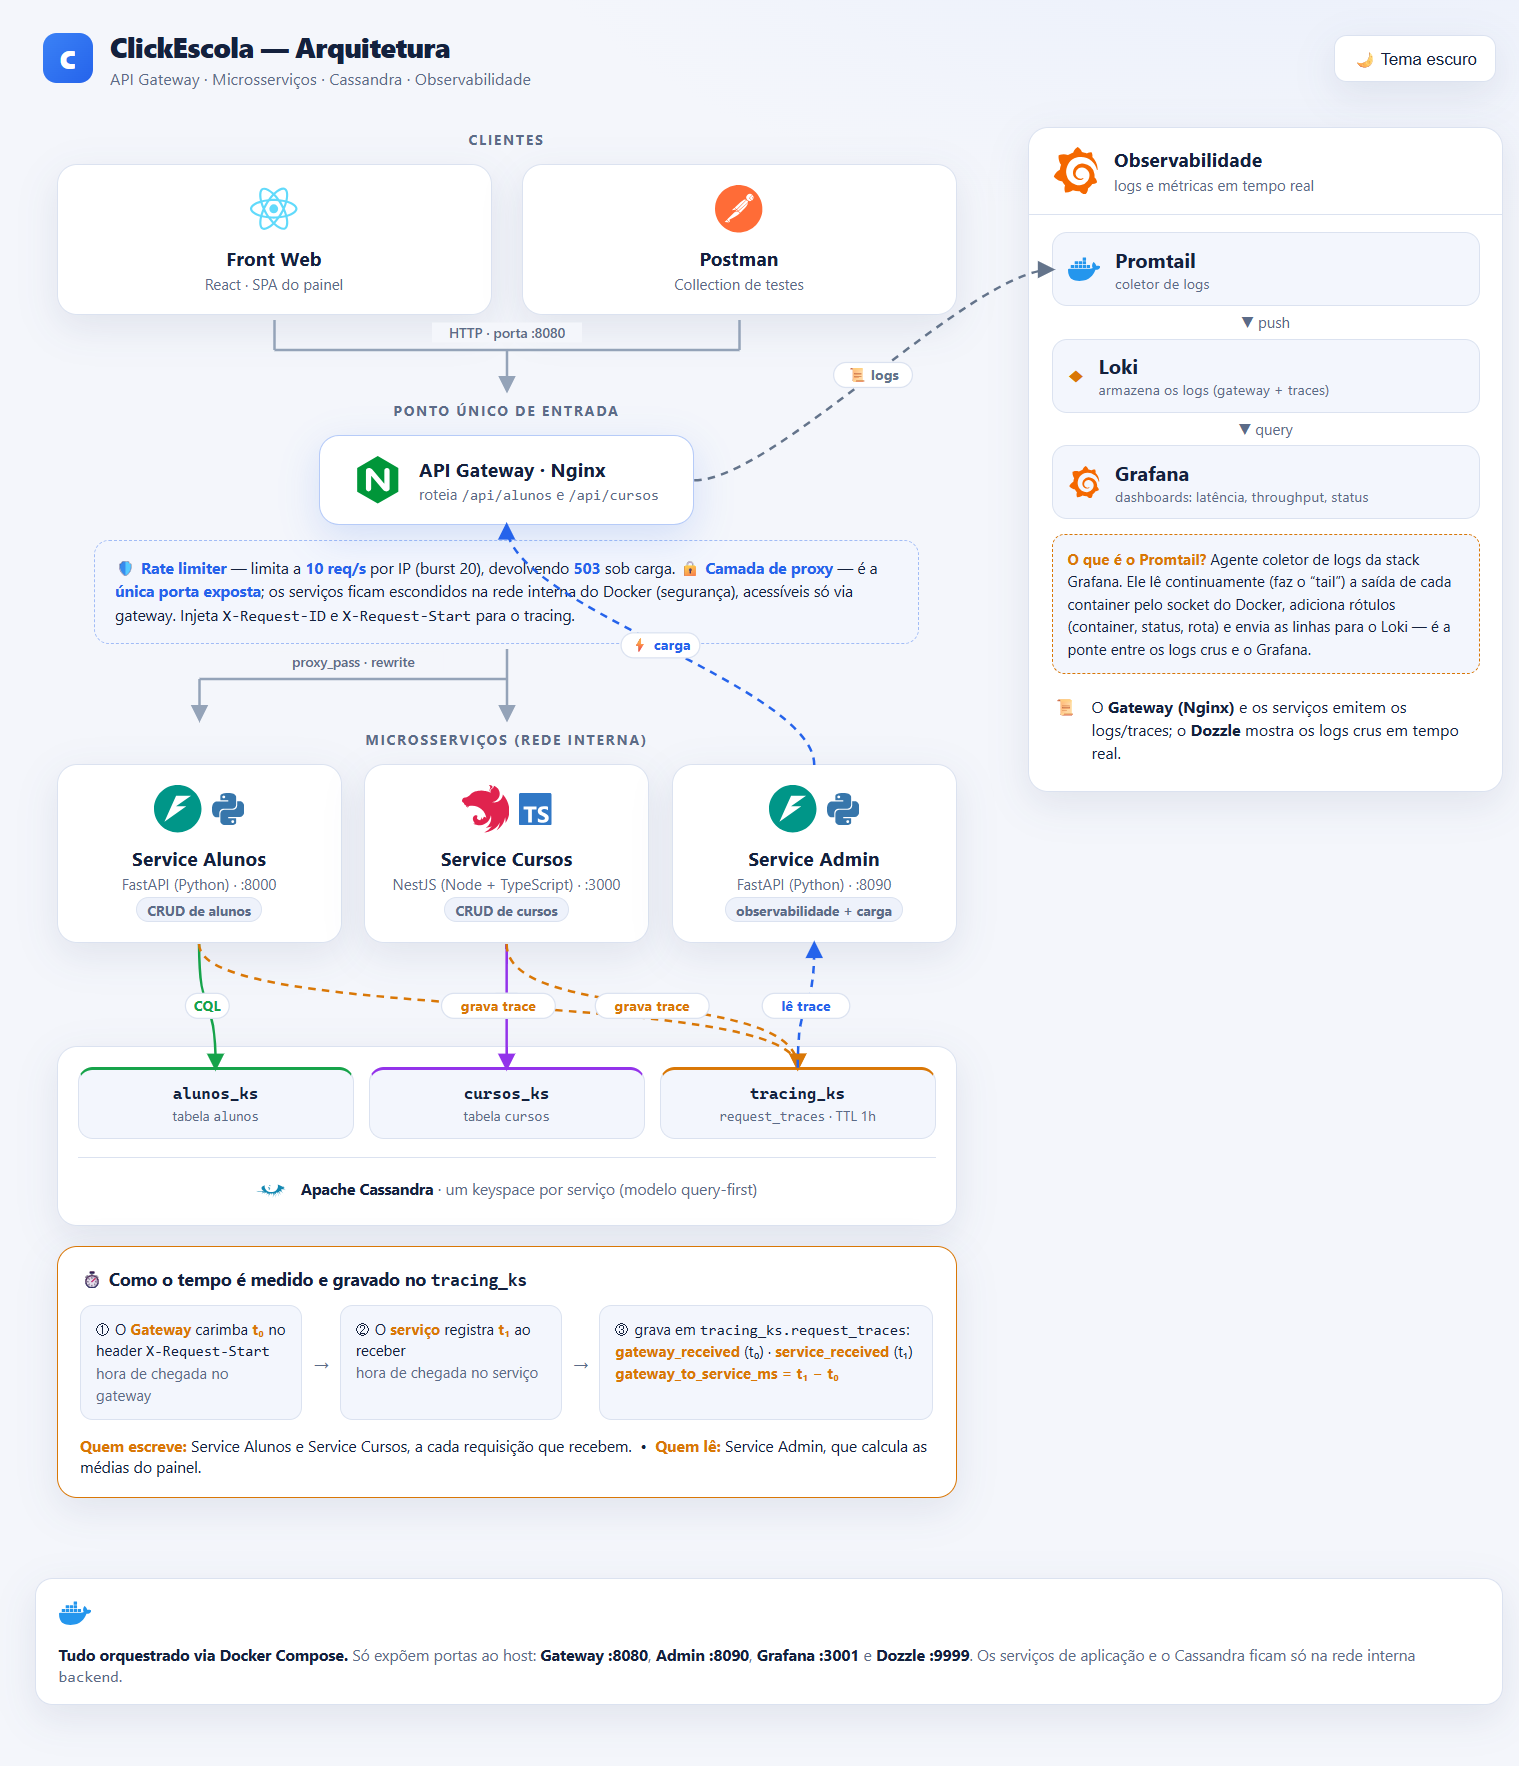 C
ClickEscola — Arquitetura
API Gateway · Microsserviços · Cassandra · Observabilidade
🌙 Tema escuro
CLIENTES
Front Web
React · SPA do painel
Postman
Collection de testes
HTTP · porta :8080
📜 logs
PONTO ÚNICO DE ENTRADA
API Gateway · Nginx
roteia /api/alunos e /api/cursos
🛡️ Rate limiter — limita a 10 req/s por IP (burst 20), devolvendo 503 sob carga. 🔒 Camada de proxy — é a
única porta exposta; os serviços ficam escondidos na rede interna do Docker (segurança), acessíveis só via
gateway. Injeta X-Request-ID e X-Request-Start para o tracing.
⚡ carga
proxy_pass · rewrite
MICROSSERVIÇOS (REDE INTERNA)
Service Alunos
FastAPI (Python) · :8000
CRUD de alunos
TS
Service Cursos
NestJS (Node + TypeScript) · :3000
CRUD de cursos
Service Admin
FastAPI (Python) · :8090
observabilidade + carga
CQL
grava trace
grava trace
lê trace
alunos_ks
tabela alunos
cursos_ks
tabela cursos
tracing_ks
request_traces · TTL 1h
Apache Cassandra · um keyspace por serviço (modelo query-first)
⏱️ Como o tempo é medido e gravado no tracing_ks
① O Gateway carimba t₀ no
header X-Request-Start
hora de chegada no
gateway
→
② O serviço registra t₁ ao
receber
hora de chegada no serviço
→
③ grava em tracing_ks.request_traces:
gateway_received (t₀) · service_received (t₁)
gateway_to_service_ms = t₁ − t₀
Quem escreve: Service Alunos e Service Cursos, a cada requisição que recebem. • Quem lê: Service Admin, que calcula as
médias do painel.
Observabilidade
logs e métricas em tempo real
Promtail
coletor de logs
▼ push
Loki
armazena os logs (gateway + traces)
▼ query
Grafana
dashboards: latência, throughput, status
O que é o Promtail? Agente coletor de logs da stack
Grafana. Ele lê continuamente (faz o “tail”) a saída de cada
container pelo socket do Docker, adiciona rótulos
(container, status, rota) e envia as linhas para o Loki — é a
ponte entre os logs crus e o Grafana.
📜 O Gateway (Nginx) e os serviços emitem os
logs/traces; o Dozzle mostra os logs crus em tempo
real.
Tudo orquestrado via Docker Compose. Só expõem portas ao host: Gateway :8080, Admin :8090, Grafana :3001 e Dozzle :9999. Os serviços de aplicação e o Cassandra ficam só na rede interna
backend.